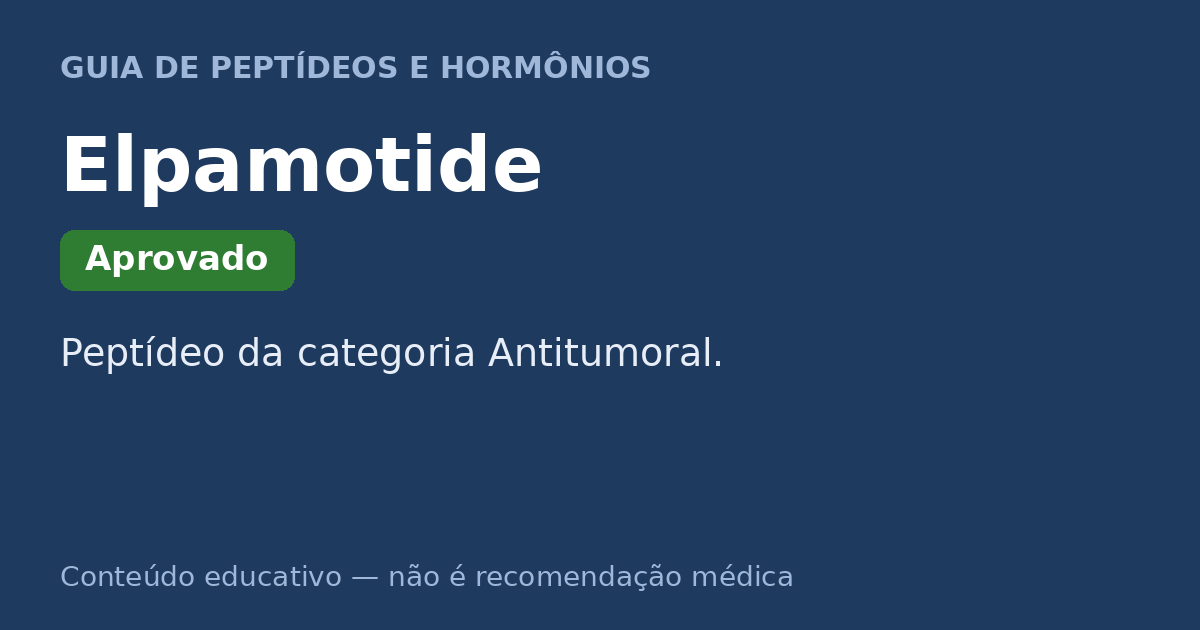 GUIA DE PEPTÍDEOS E HORMÔNIOS
Elpamotide
Aprovado
Peptídeo da categoria Antitumoral.
Conteúdo educativo — não é recomendação médica